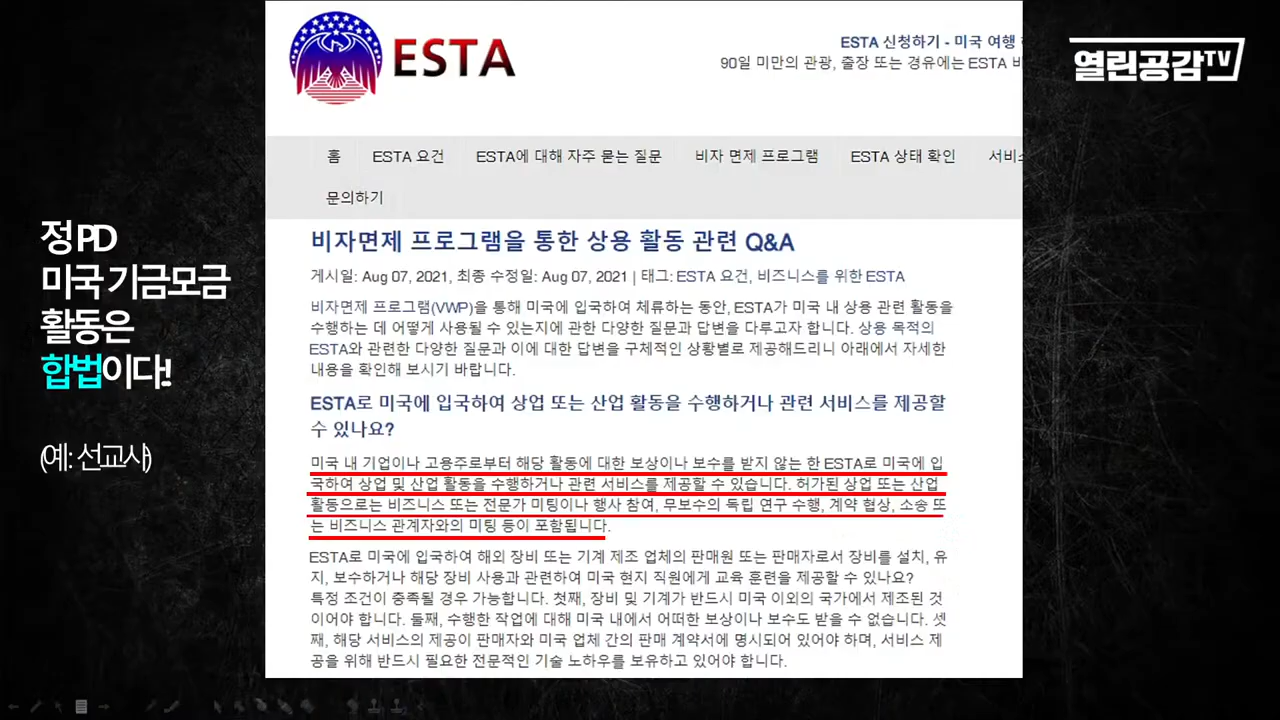 ESTA
ESTA 신청하기 - 미국 여행
90일 미만의 관광, 출장 또는 경유에는 ESTA 비
열린공감TV
홈 ESTA 요건 ESTA에 대해 자주 묻는 질문 비자 면제 프로그램 ESTA 상태 확인 서비스
문의하기
정PD
미국 기금모금
활동은
합법이다!!
(예: 선교사)
비자면제 프로그램을 통한 상용 활동 관련 Q&A
게시일: Aug 07, 2021, 최종 수정일: Aug 07, 2021 | 태그: ESTA 요건, 비즈니스를 위한 ESTA
비자면제 프로그램(VWP)을 통해 미국에 입국하여 체류하는 동안, ESTA가 미국 내 상용 관련 활동을
수행하는 데 어떻게 사용될 수 있는지에 관한 다양한 질문과 답변을 다루고자 합니다. 상용 목적의
ESTA와 관련한 다양한 질문과 이에 대한 답변을 구체적인 상황별로 제공해드리니 아래에서 자세한
내용을 확인해 보시기 바랍니다.
ESTA로 미국에 입국하여 상업 또는 산업 활동을 수행하거나 관련 서비스를 제공할
수 있나요?
미국 내 기업이나 고용주로부터 해당 활동에 대한 보상이나 보수를 받지 않는 한 ESTA로 미국에 입
국하여 상업 및 산업 활동을 수행하거나 관련 서비스를 제공할 수 있습니다. 허가된 상업 또는 산업
활동으로는 비즈니스 또는 전문가 미팅이나 행사 참여, 무보수의 독립 연구 수행, 계약 협상, 소송 또
는 비즈니스 관계자와의 미팅 등이 포함됩니다.
ESTA로 미국에 입국하여 해외 장비 또는 기계 제조 업체의 판매원 또는 판매자로서 장비를 설치, 유
지, 보수하거나 해당 장비 사용과 관련하여 미국 현지 직원에게 교육 훈련을 제공할 수 있나요?
특정 조건이 충족될 경우 가능합니다. 첫째, 장비 및 기계가 반드시 미국 이외의 국가에서 제조된 것
이어야 합니다. 둘째, 수행한 작업에 대해 미국 내에서 어떠한 보상이나 보수도 받을 수 없습니다. 셋
째, 해당 서비스의 제공이 판매자와 미국 업체 간의 판매 계약서에 명시되어 있어야 하며, 서비스 제
공을 위해 반드시 필요한 전문적인 기술 노하우를 보유하고 있어야 합니다.